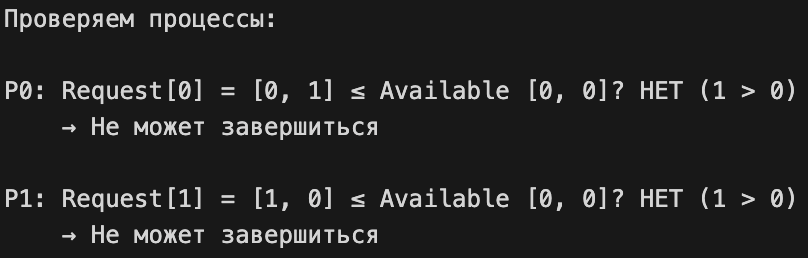 Проверяем процессы:
P0: Request[0] = [0, 1] ≤ Available [0, 0]? НЕТ (1 > 0)
→ Не может завершиться
P1: Request[1] = [1, 0] ≤ Available [0, 0]? НЕТ (1 > 0)
→ Не может завершиться